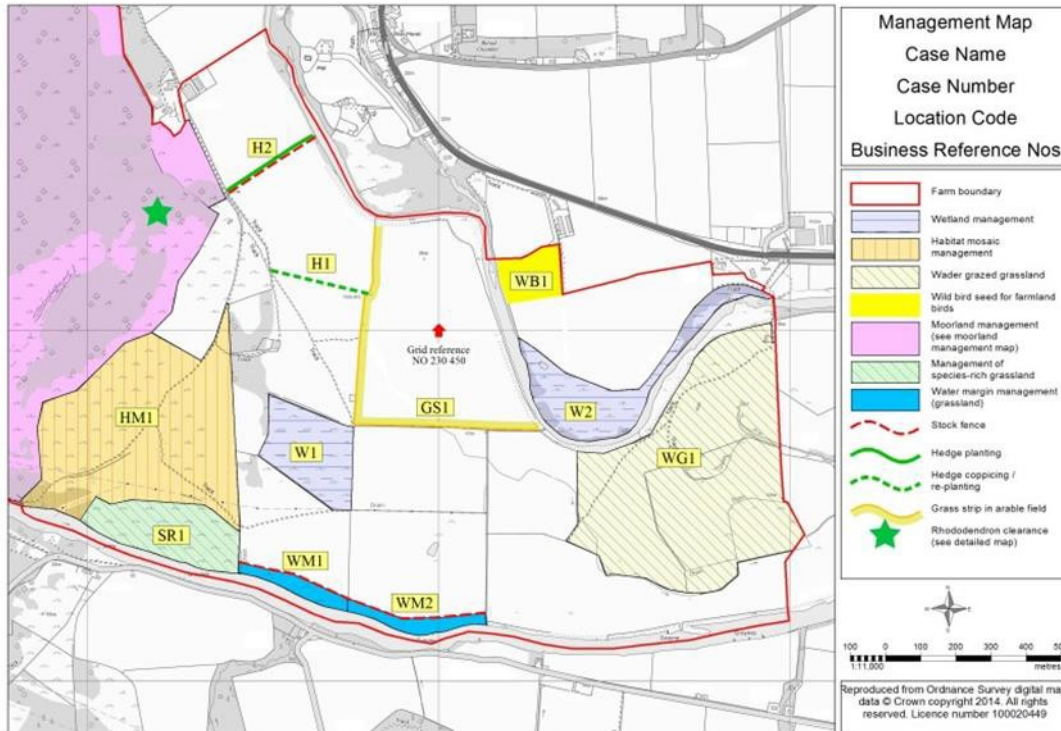 Management Map
Case Name
Case Number
Location Code
Business Reference Nos
H2
H1
WB1
Grid reference
NO 230 450
GS1
HM1
W1
W2
WG1
SR1
WM1
WM2
Track
Track
Drain
Farm boundary
Wetland management
Habitat mosaic
management
Wader grazed grassland
Wild bird seed for farmland
birds
Moorland management
(see moorland
management map)
Management of
species-rich grassland
Water margin management
(grassland)
Stock fence
Hedge planting
Hedge coppicing /
re-planting
Grass strip in arable field
Rhododendron clearance
(see detailed map)
100 0 100 200 300 400 50
1:11,000 metres
Reproduced from Ordnance Survey digital ma
data © Crown copyright 2014. All rights
reserved. Licence number 100020449